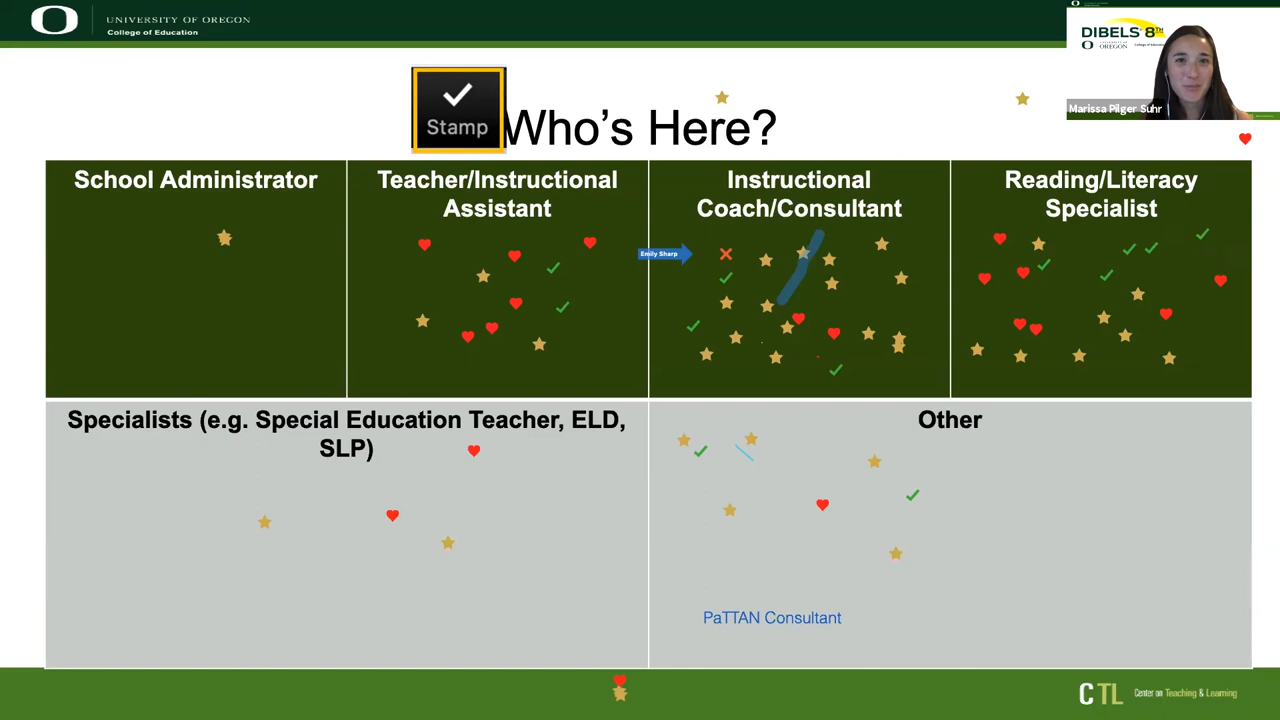 UNIVERSITY OF OREGON
College of Education
DIBELS 8TH
UNIVERSITY OF OREGON
Marissa Pilger Suhr
Stamp
Who's Here?
School Administrator
Teacher/Instructional
Assistant
Instructional
Coach/Consultant
Reading/Literacy
Specialist
Emily Sharp
Specialists (e.g. Special Education Teacher, ELD,
SLP)
Other
PaTTAN Consultant
CTL Center on Teaching & Learning